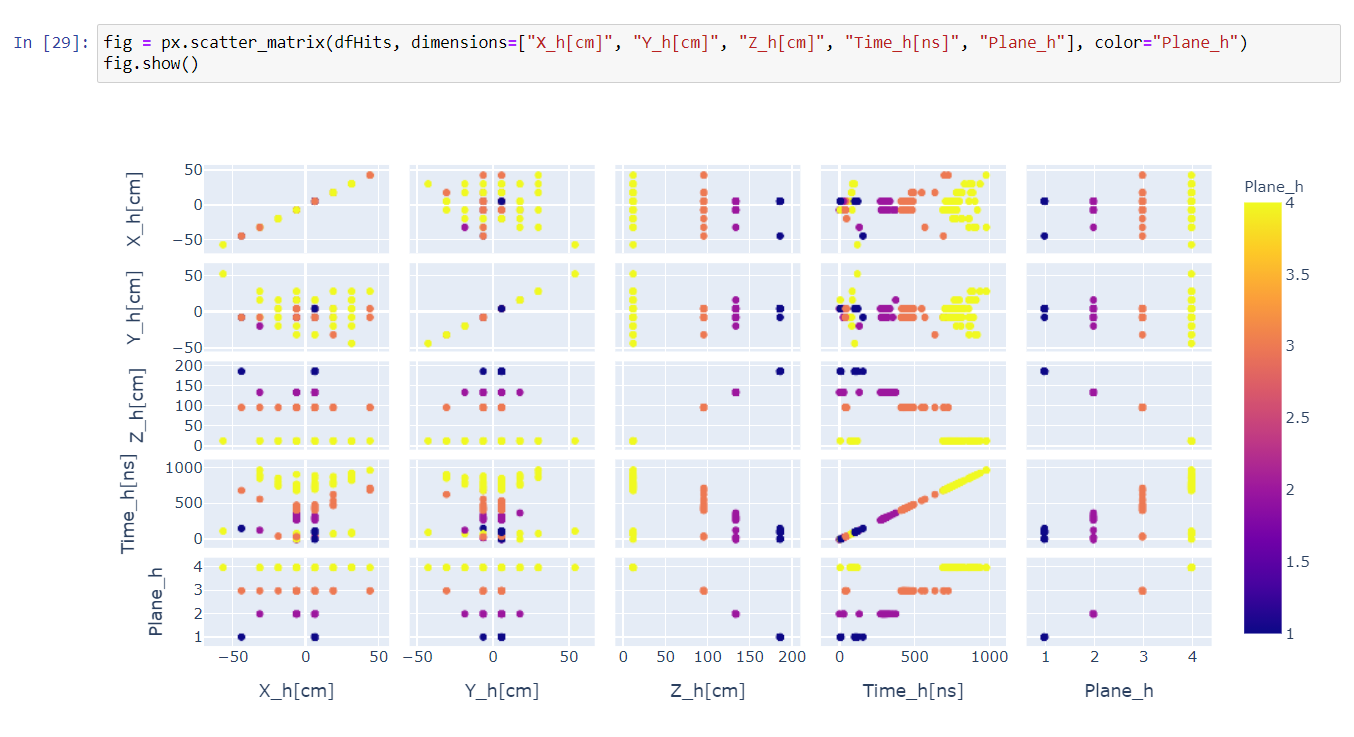 In [29]: fig = px.scatter_matrix(dfHits, dimensions=["X_h[cm]", "Y_h[cm]", "Z_h[cm]", "Time_h[ns]", "Plane_h"], color="Plane_h")
fig.show()
X_h[cm]
50
0
−50
Y_h[cm]
50
0
−50
Z_h[cm]
200
150
100
50
0
Time_h[ns]
1000
500
0
Plane_h
4
3
2
1
−50 0 50
−50 0 50
0 50 100 150 200
0 500 1000
1 2 3 4
X_h[cm] Y_h[cm] Z_h[cm] Time_h[ns] Plane_h
Plane_h
4
3.5
3
2.5
2
1.5
1